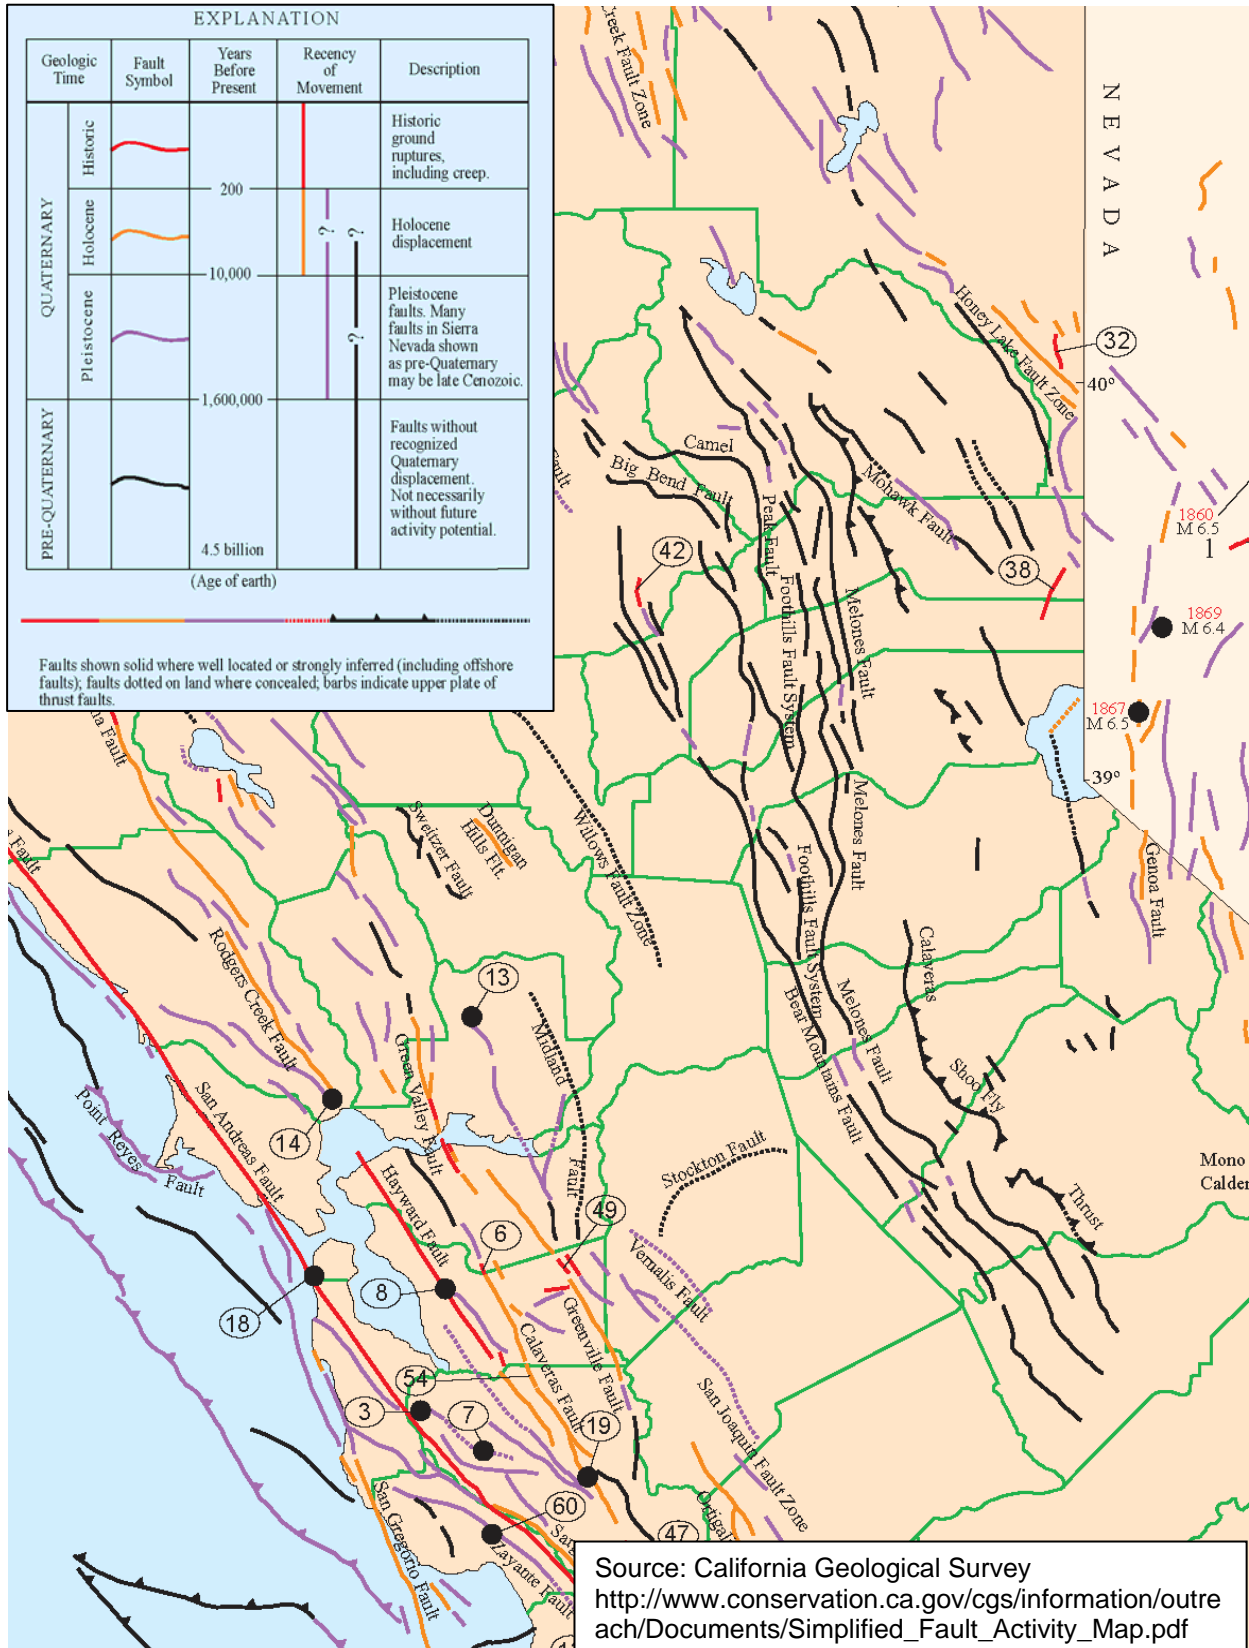 EXPLANATION
Geologic
Time
Fault
Symbol
Years
Before
Present
Recency
of
Movement
Description
QUATERNARY
Historic
200
Historic
ground
ruptures,
including creep.
Holocene
10,000
?
?
Holocene
displacement
Pleistocene
1,600,000
?
Pleistocene
faults. Many
faults in Sierra
Nevada shown
as pre-Quaternary
may be late Cenozoic.
PRE-QUATERNARY
4.5 billion
Faults without
recognized
Quaternary
displacement.
Not necessarily
without future
activity potential.
(Age of earth)
Faults shown solid where well located or strongly inferred (including offshore
faults); faults dotted on land where concealed; barbs indicate upper plate of
thrust faults.
Creek Fault Zone
NEVADA
Honey Lake Fault Zone
32
40°
Camel
Peak Fault
Big Bend Fault
Fault
Mohawk Fault
1860
M 6.5
1
42
38
Foothills Fault System
Melones Fault
1869
M 6.4
1867
M 6.5
39°
Fault
Fault
Sweitzer Fault
Dunnigan
Hills Flt.
Willows Fault Zone
Melones Fault
Foothills Fault System
Genoa Fault
Rodgers Creek Fault
13
Calaveras
Shoo Fly
Thrust
Melones Fault
Bear Mountains Fault
Midland
Fault
Green Valley Fault
San Andreas Fault
Point Reyes
Fault
14
Stockton Fault
Mono
Hayward Fault
49
6
Vernalis Fault
18
8
Greenville Fault
Calaveras Fault
54
San Joaquin Fault Zone
3
7
19
San Gregorio Fault
60
47
Zayante Fault
Source: California Geological Survey
http://www.conservation.ca.gov/cgs/information/outre
ach/Documents/Simplified_Fault_Activity_Map.pdf